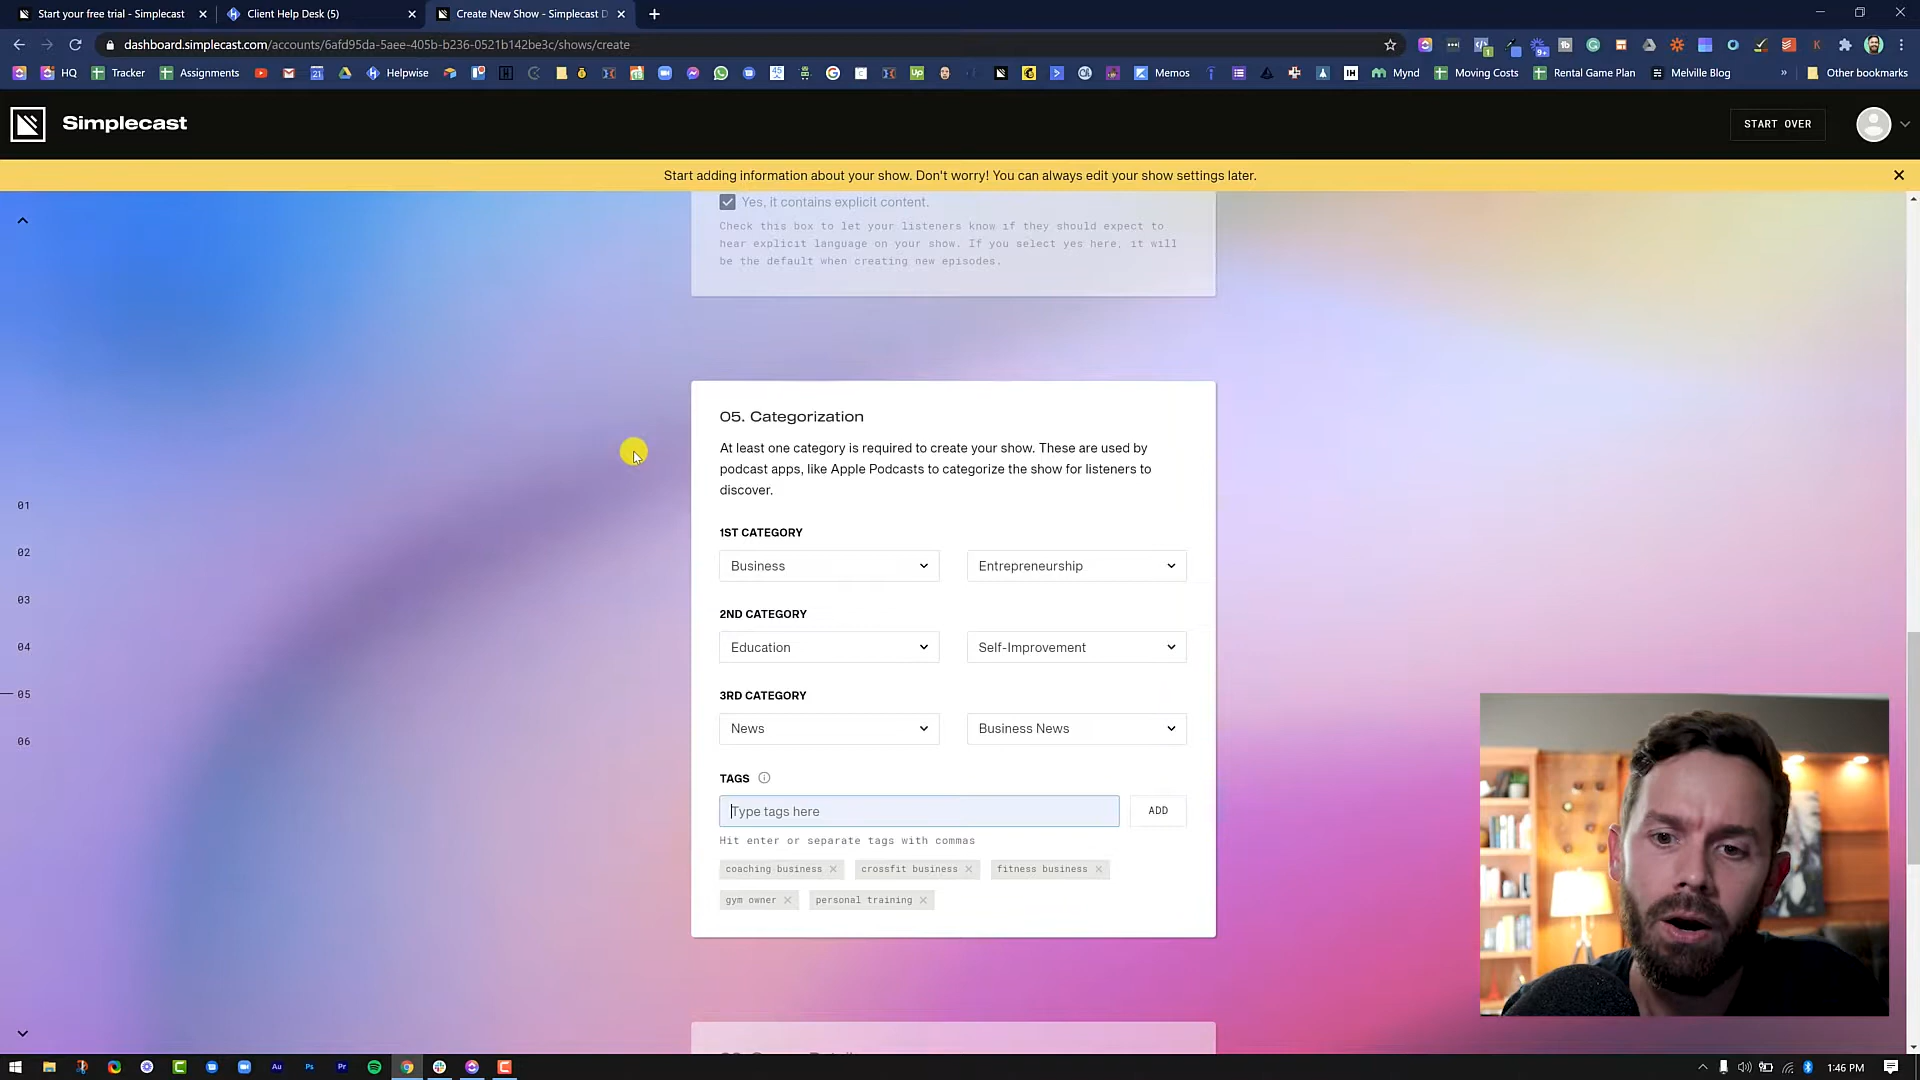 Start your free trial - Simplecast
Client Help Desk (5)
Create New Show - Simplecast D
dashboard.simplecast.com/accounts/6afd95da-5aee-405b-b236-0521b142be3c/shows/create
HQ
Tracker
Assignments
Helpwise
Memos
Mynd
Moving Costs
Rental Game Plan
Melville Blog
Other bookmarks
Simplecast
START OVER
Start adding information about your show. Don't worry! You can always edit your show settings later.
Yes, it contains explicit content.
Check this box to let your listeners know if they should expect to
hear explicit language on your show. If you select yes here, it will
be the default when creating new episodes.
05. Categorization
At least one category is required to create your show. These are used by
podcast apps, like Apple Podcasts to categorize the show for listeners to
discover.
1ST CATEGORY
Business
Entrepreneurship
2ND CATEGORY
Education
Self-Improvement
3RD CATEGORY
News
Business News
TAGS
Type tags here
ADD
Hit enter or separate tags with commas
coaching business
crossfit business
fitness business
gym owner
personal training
01
02
03
04
05
06
1:46 PM